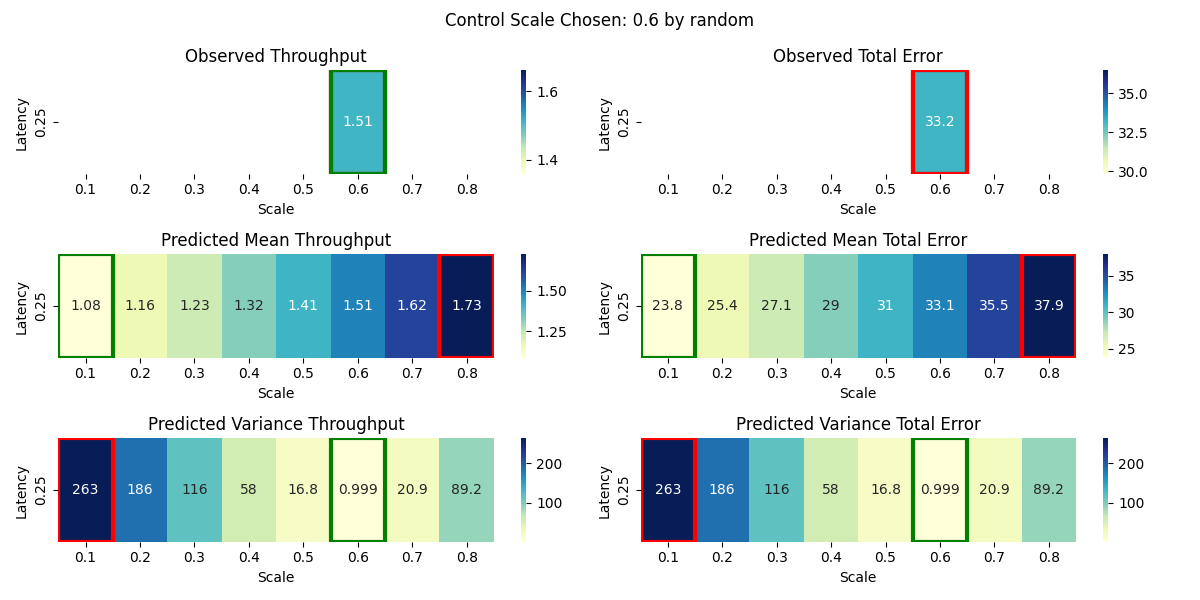 Control Scale Chosen: 0.6 by random
Observed Throughput
Latency
0.25
1.51
1.6
1.4
0.1 0.2 0.3 0.4 0.5 0.6 0.7 0.8
Scale
Observed Total Error
Latency
0.25
33.2
35.0
32.5
30.0
0.1 0.2 0.3 0.4 0.5 0.6 0.7 0.8
Scale
Predicted Mean Throughput
Latency
0.25
1.08 1.16 1.23 1.32 1.41 1.51 1.62 1.73
1.50
1.25
0.1 0.2 0.3 0.4 0.5 0.6 0.7 0.8
Scale
Predicted Mean Total Error
Latency
0.25
23.8 25.4 27.1 29 31 33.1 35.5 37.9
35
30
25
0.1 0.2 0.3 0.4 0.5 0.6 0.7 0.8
Scale
Predicted Variance Throughput
Latency
0.25
263 186 116 58 16.8 0.999 20.9 89.2
200
100
0.1 0.2 0.3 0.4 0.5 0.6 0.7 0.8
Scale
Predicted Variance Total Error
Latency
0.25
263 186 116 58 16.8 0.999 20.9 89.2
200
100
0.1 0.2 0.3 0.4 0.5 0.6 0.7 0.8
Scale